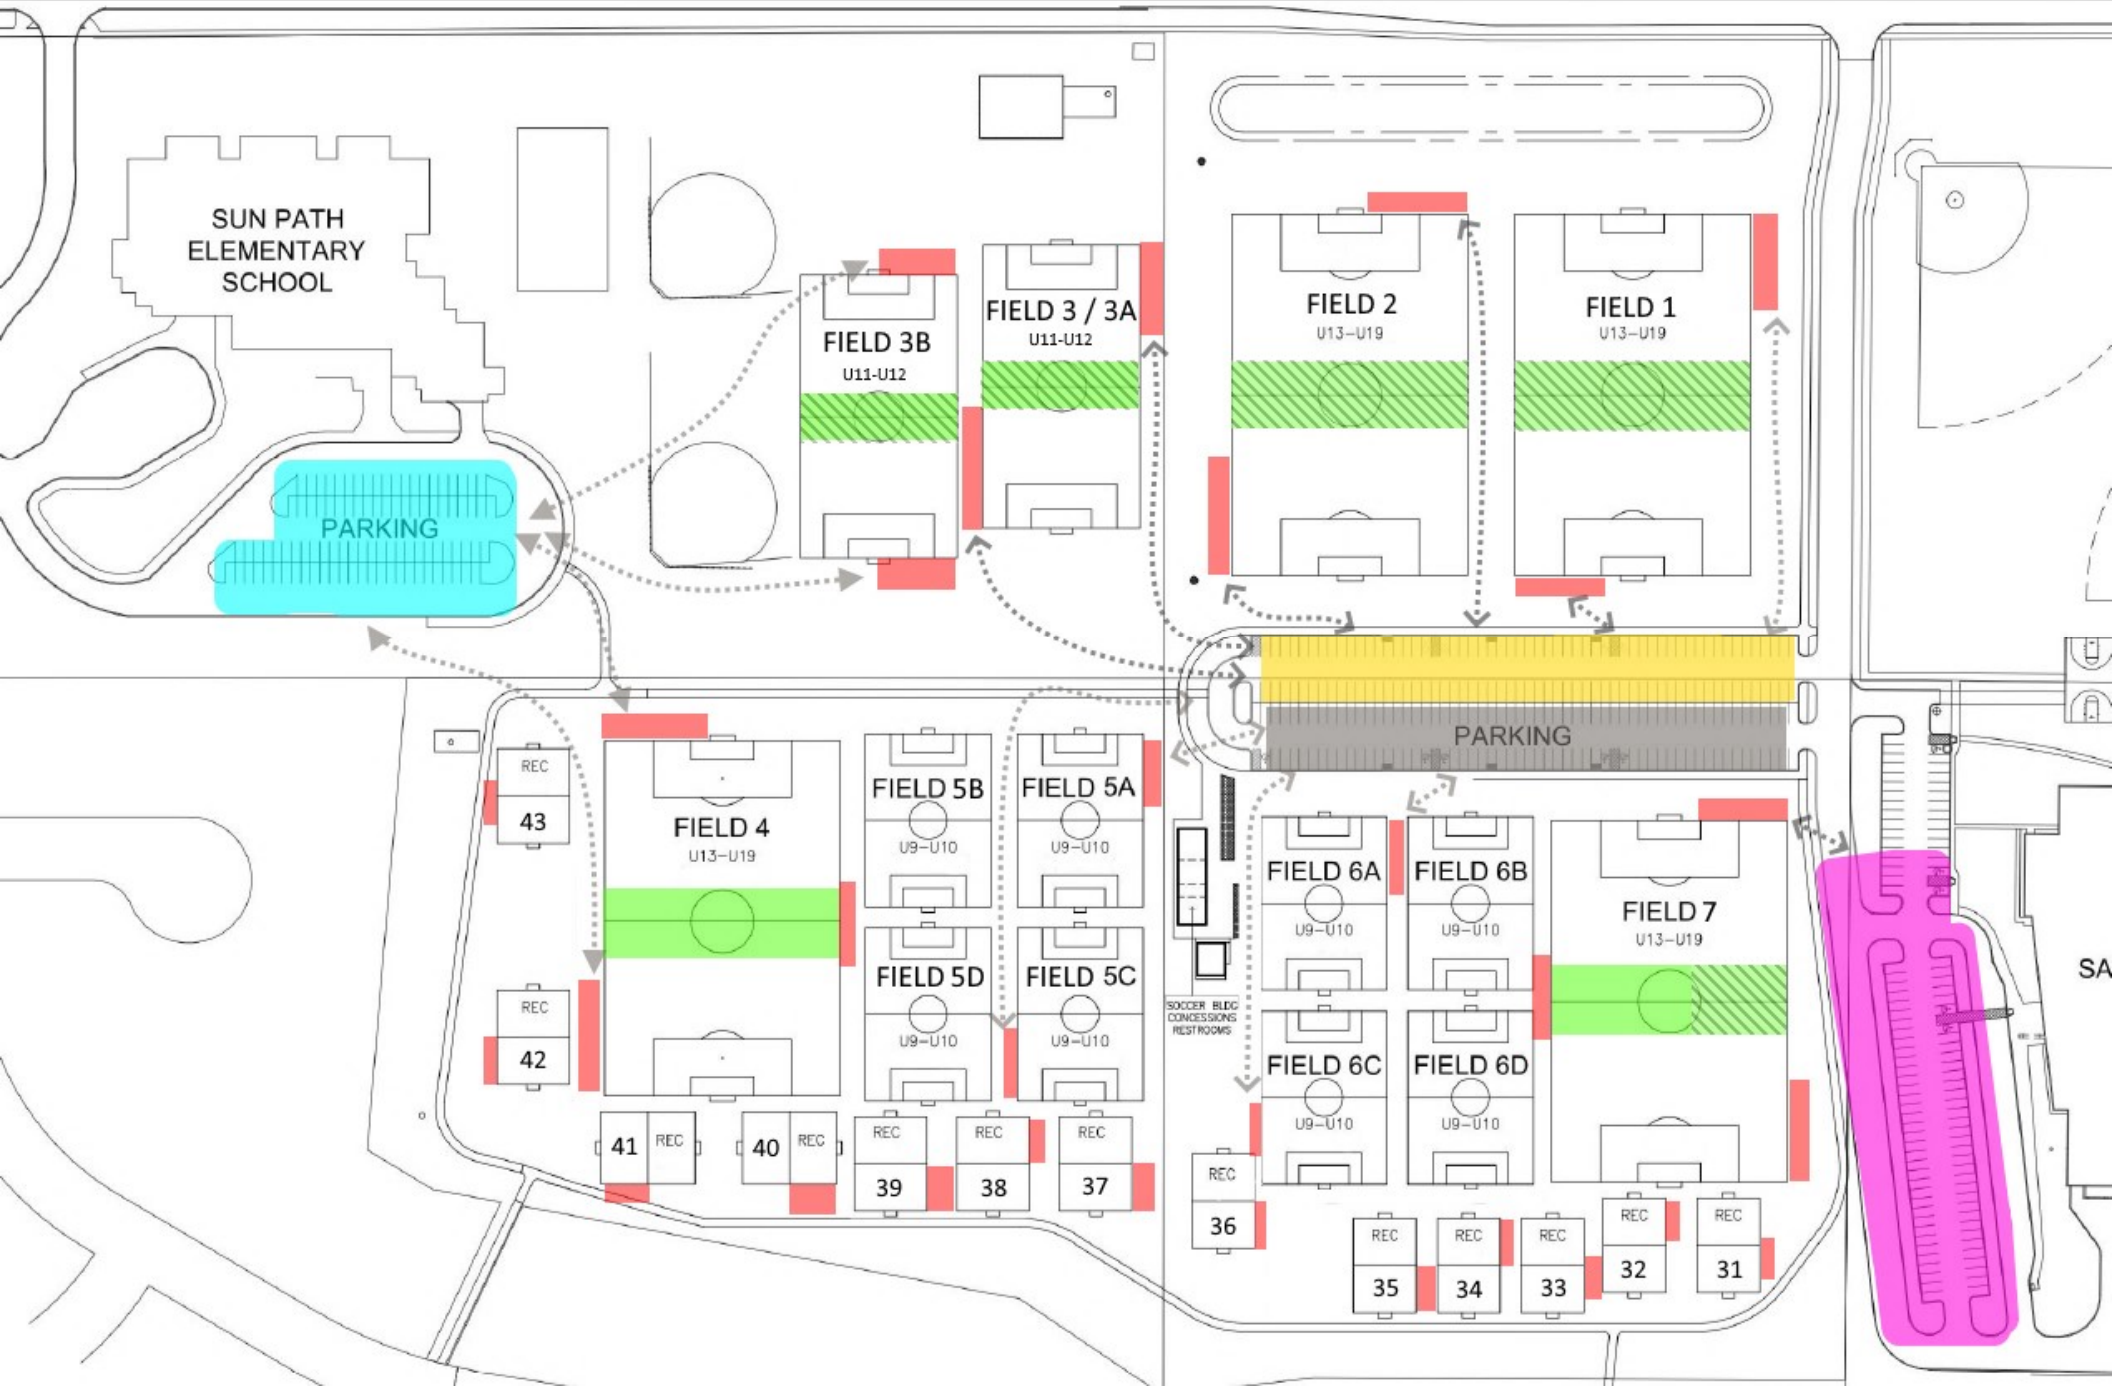 SUN PATH
ELEMENTARY
SCHOOL
FIELD 3B
U11-U12
FIELD 3 / 3A
U11-U12
FIELD 2
U13-U19
FIELD 1
U13-U19
PARKING
PARKING
REC
43
FIELD 4
U13-U19
FIELD 5B
U9-U10
FIELD 5A
U9-U10
FIELD 6A
U9-U10
FIELD 6B
U9-U10
FIELD 7
U13-U19
REC
42
FIELD 5D
U9-U10
FIELD 5C
U9-U10
SOCCER BLDG
CONCESSIONS
RESTROOMS
SA
FIELD 6C
U9-U10
FIELD 6D
U9-U10
41 REC
40 REC
REC
39
REC
38
REC
37
REC
36
REC
35
REC
34
REC
33
REC
32
REC
31